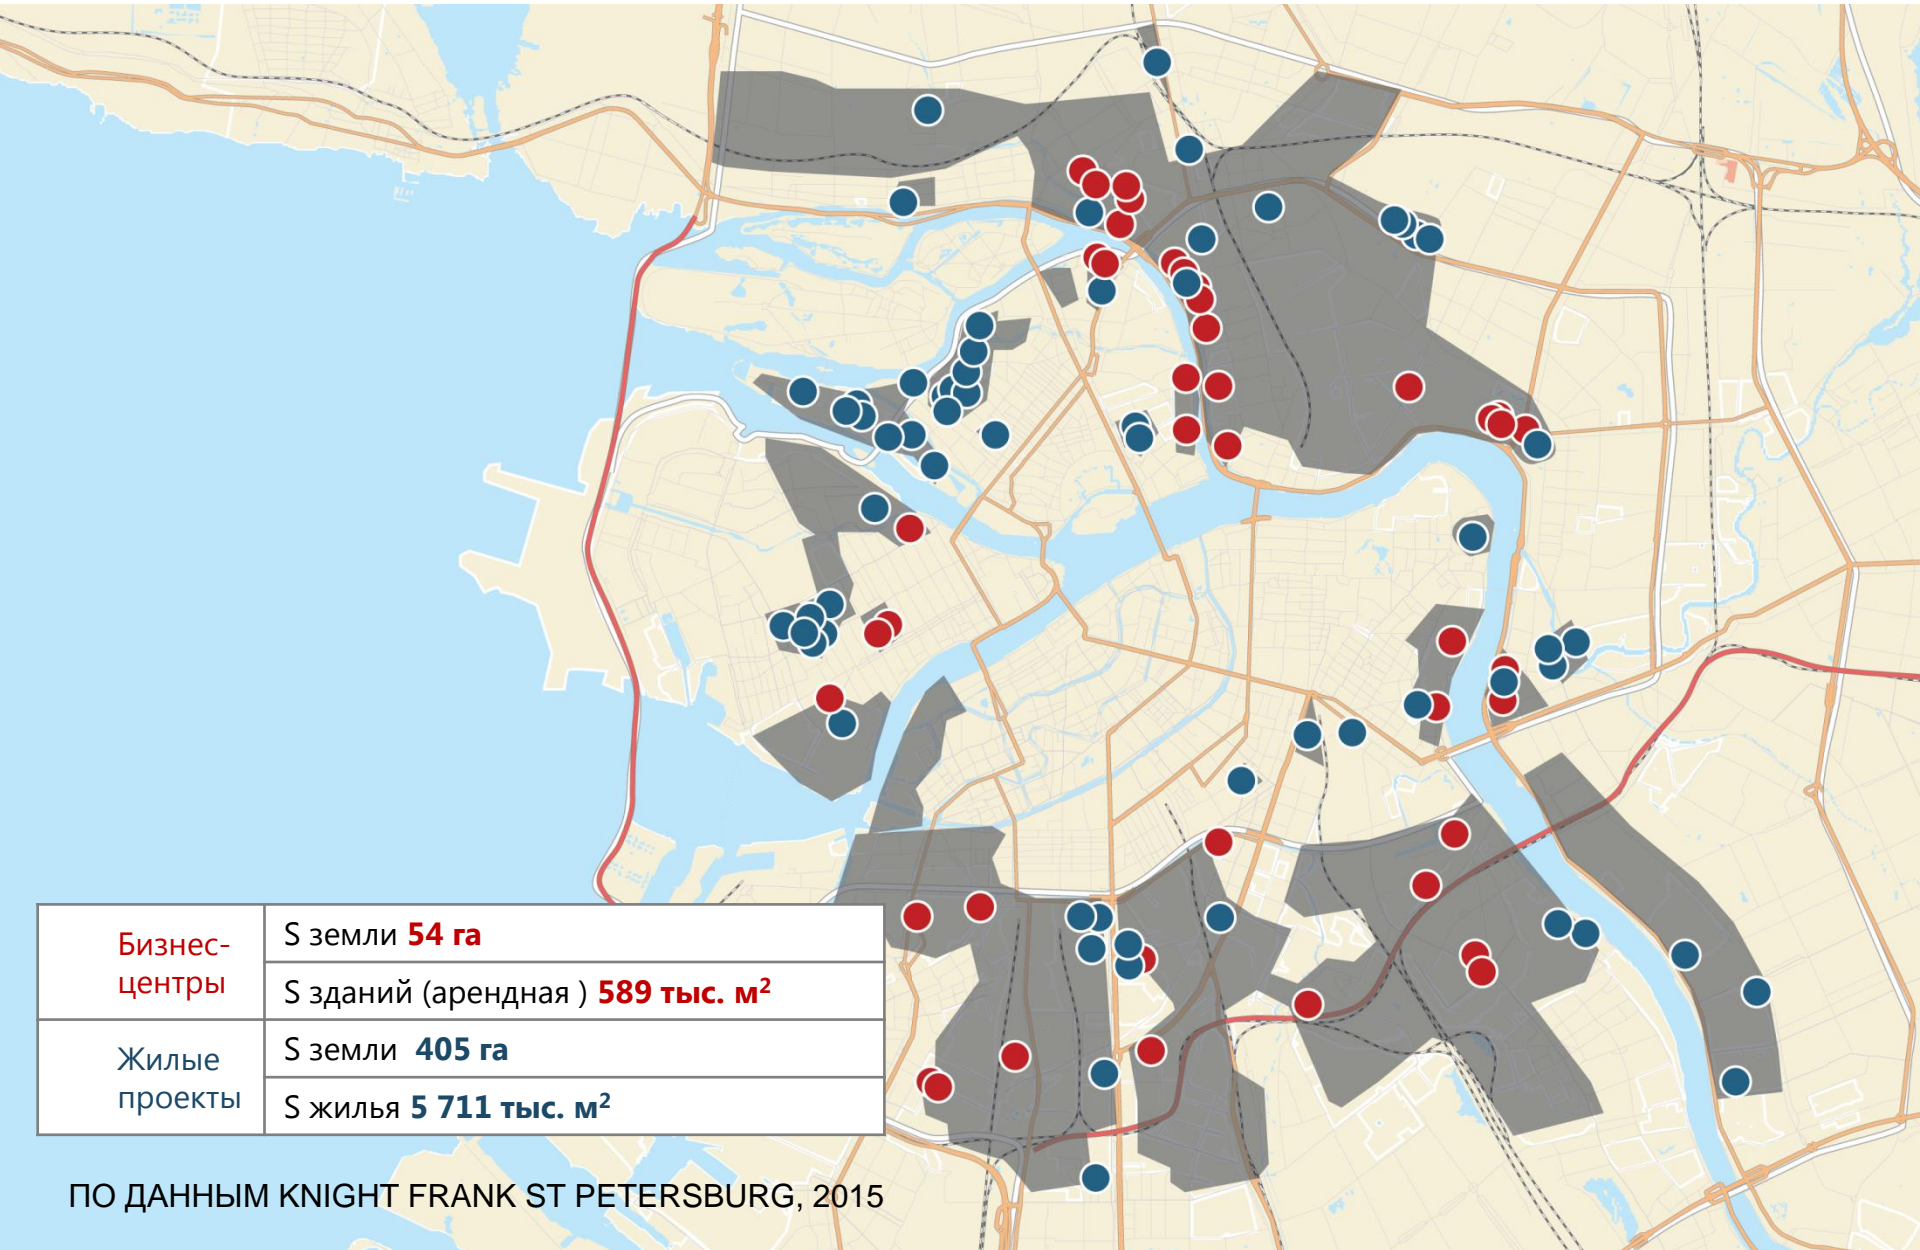 Бизнес-
центры
S земли 54 га
S зданий (арендная ) 589 тыс. м²
Жилые
проекты
S земли 405 га
S жилья 5 711 тыс. м²
ПО ДАННЫМ KNIGHT FRANK ST PETERSBURG, 2015